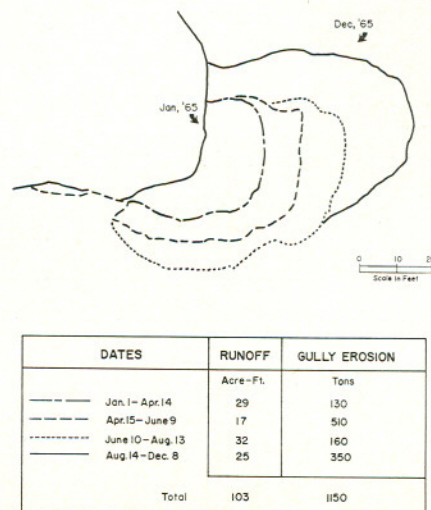 Dec, '65
Jan, '65
0 10 20
Scale in Feet
DATES RUNOFF GULLY EROSION
Acre-Ft. Tons
Jan. 1 – Apr. 14 29 130
Apr. 15 – June 9 17 510
June 10 – Aug. 13 32 160
Aug. 14 – Dec. 8 25 350
Total 103 1150